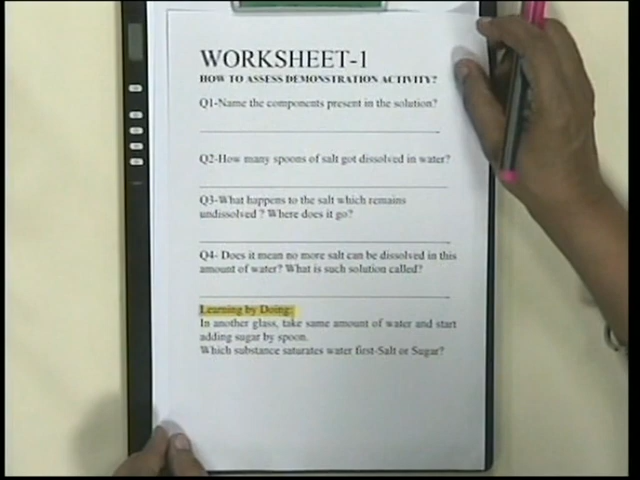 WORKSHEET-1
HOW TO ASSESS DEMONSTRATION ACTIVITY?
Q1-Name the components present in the solution?
Q2-How many spoons of salt got dissolved in water?
Q3-What happens to the salt which remains
undissolved ? Where does it go?
Q4- Does it mean no more salt can be dissolved in this
amount of water? What is such solution called?
Learning by Doing:
In another glass, take same amount of water and start
adding sugar by spoon.
Which substance saturates water first-Salt or Sugar?